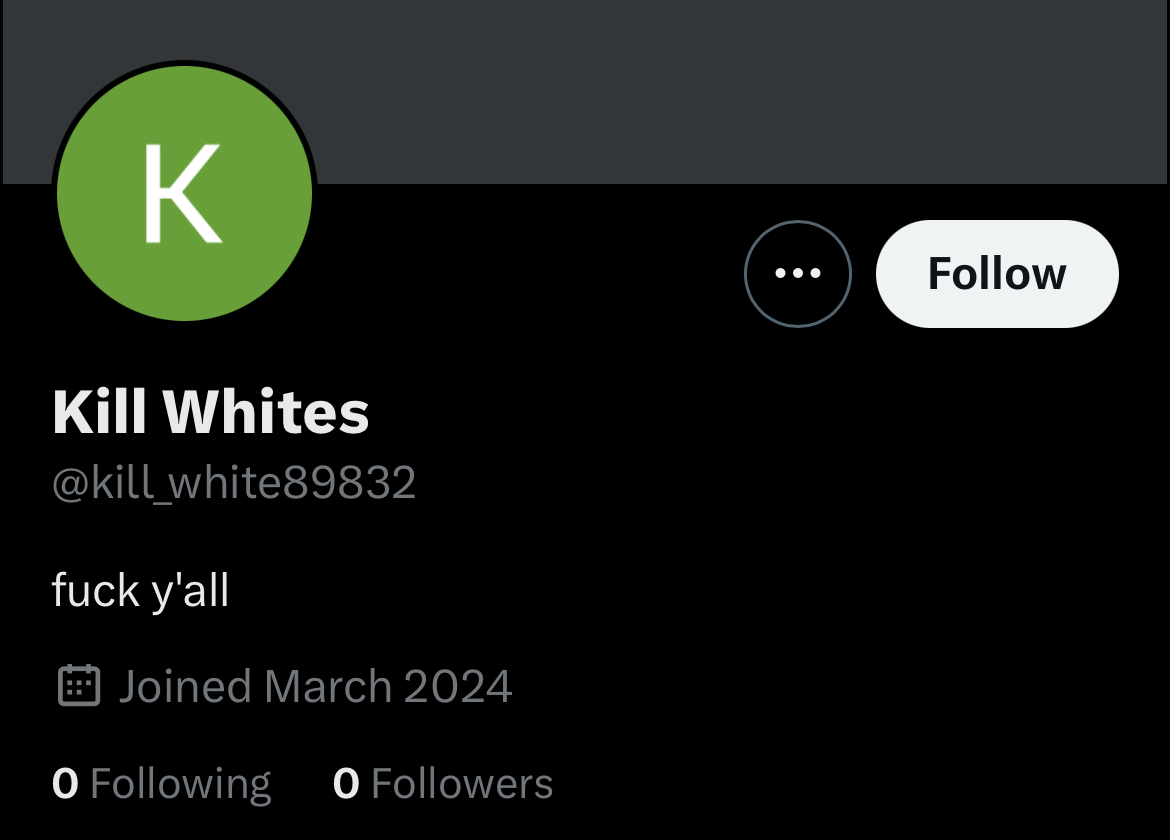 K
Follow
Kill Whites
@kill_white89832
fuck y'all
Joined March 2024
0 Following 0 Followers